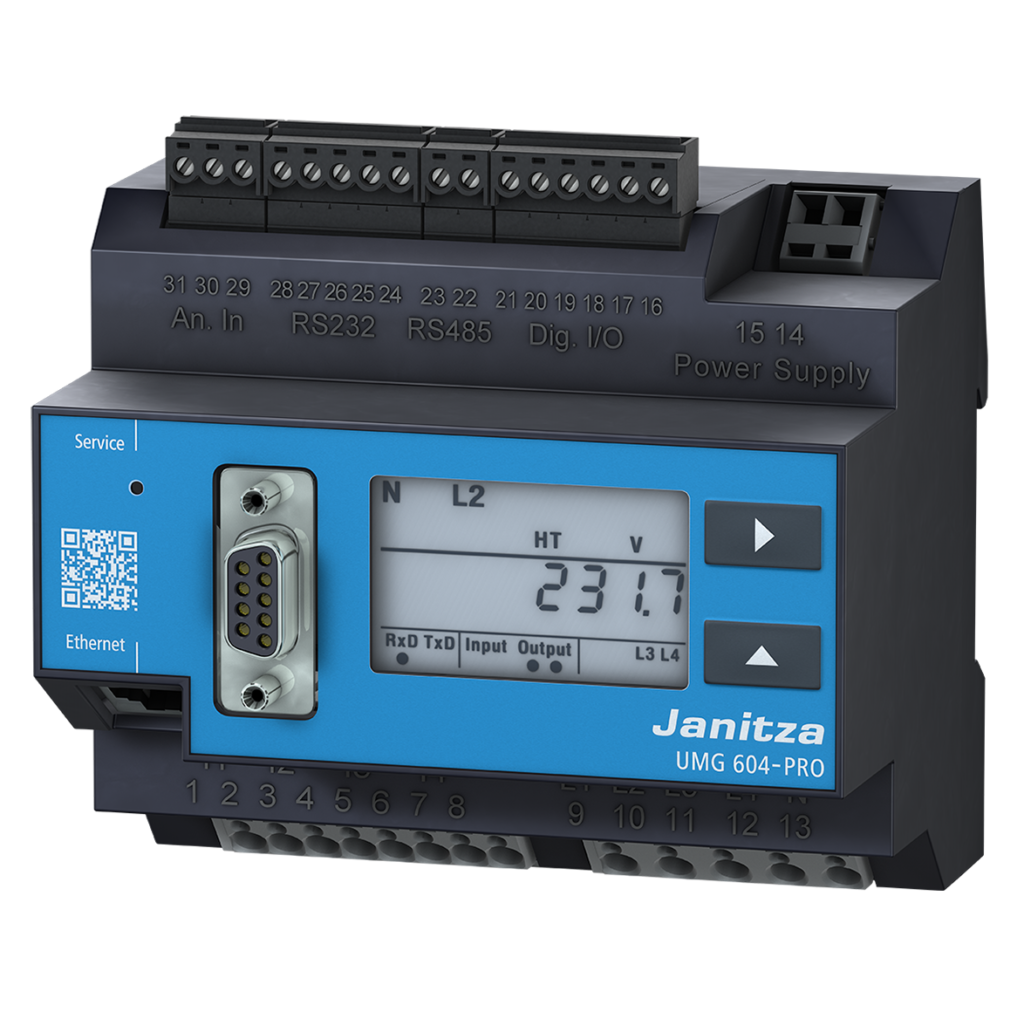 31 30 29 28 27 26 25 24 23 22 21 20 19 18 17 16
An. In RS232 RS485 Dig. I/O
15 14
Power Supply
Service
N L2
HT V
231.7
RxD TxD Input Output L3 L4
Ethernet
Janitza
UMG 604-PRO
1 2 3 4 5 6 7 8 9 10 11 12 13